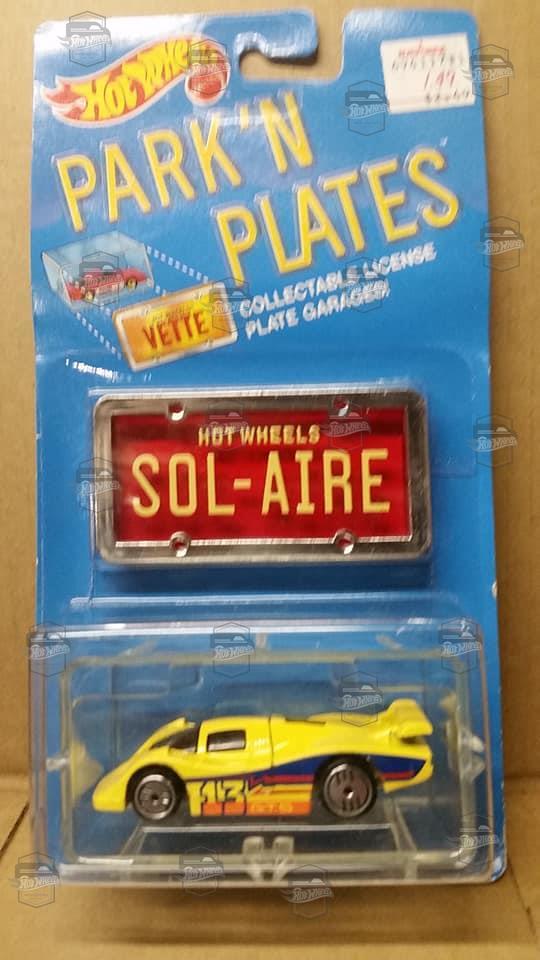 Hot Wheels
PARK 'N
PLATES
1.49
COLLECTABLE LICENSE
PLATE GARAGES!
VETTE
HOT WHEELS
SOL-AIRE
13